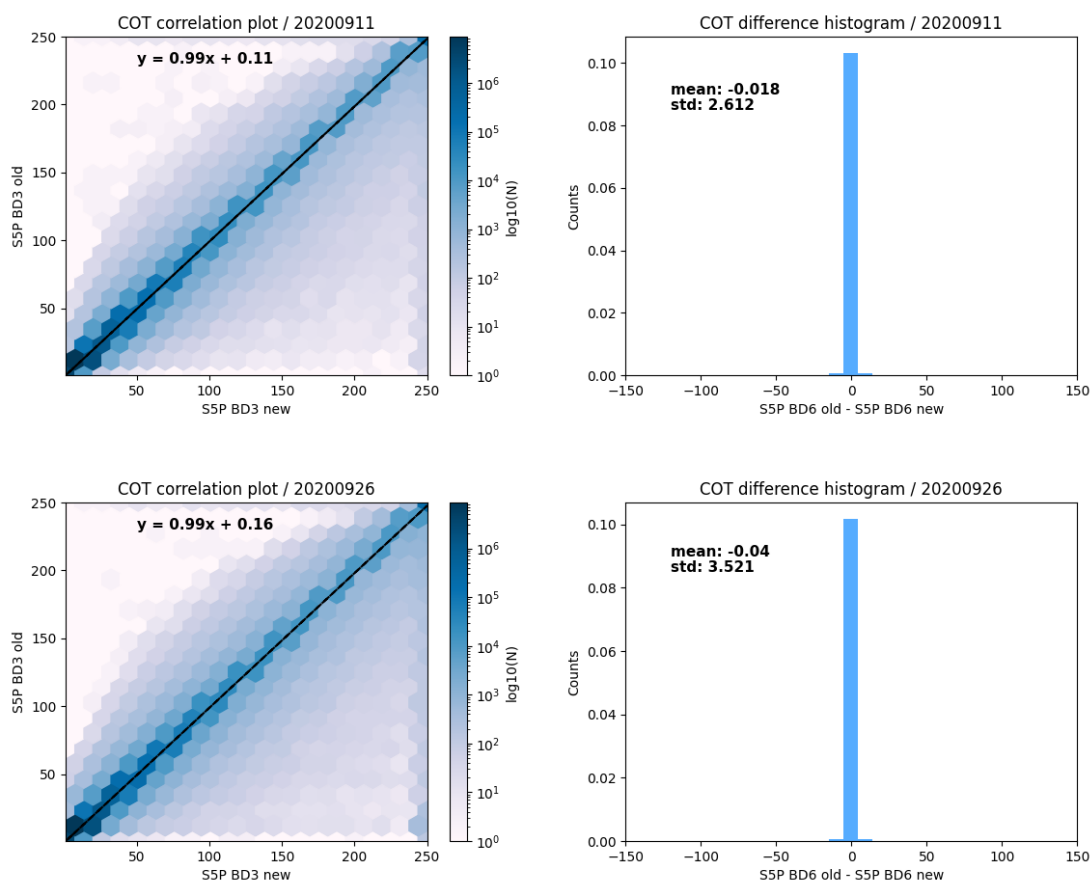 COT correlation plot / 20200911
y = 0.99x + 0.11
250
200
150
100
50
S5P BD3 old
50 100 150 200 250
S5P BD3 new
10^6
10^5
10^4
10^3
10^2
10^1
10^0
log10(N)
COT difference histogram / 20200911
mean: -0.018
std: 2.612
0.10
0.08
0.06
0.04
0.02
0.00
Counts
−150 −100 −50 0 50 100 150
S5P BD6 old - S5P BD6 new
COT correlation plot / 20200926
y = 0.99x + 0.16
250
200
150
100
50
S5P BD3 old
50 100 150 200 250
S5P BD3 new
10^6
10^5
10^4
10^3
10^2
10^1
10^0
log10(N)
COT difference histogram / 20200926
mean: -0.04
std: 3.521
0.10
0.08
0.06
0.04
0.02
0.00
Counts
−150 −100 −50 0 50 100 150
S5P BD6 old - S5P BD6 new